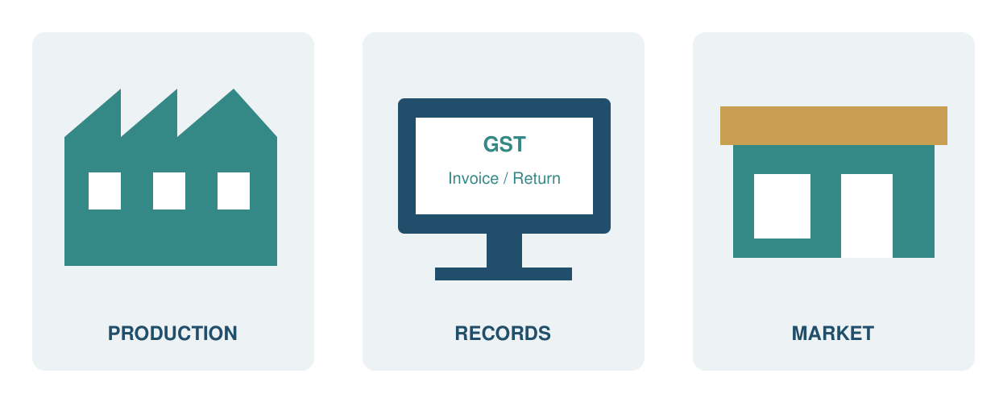 GST
Invoice / Return
PRODUCTION
RECORDS
MARKET